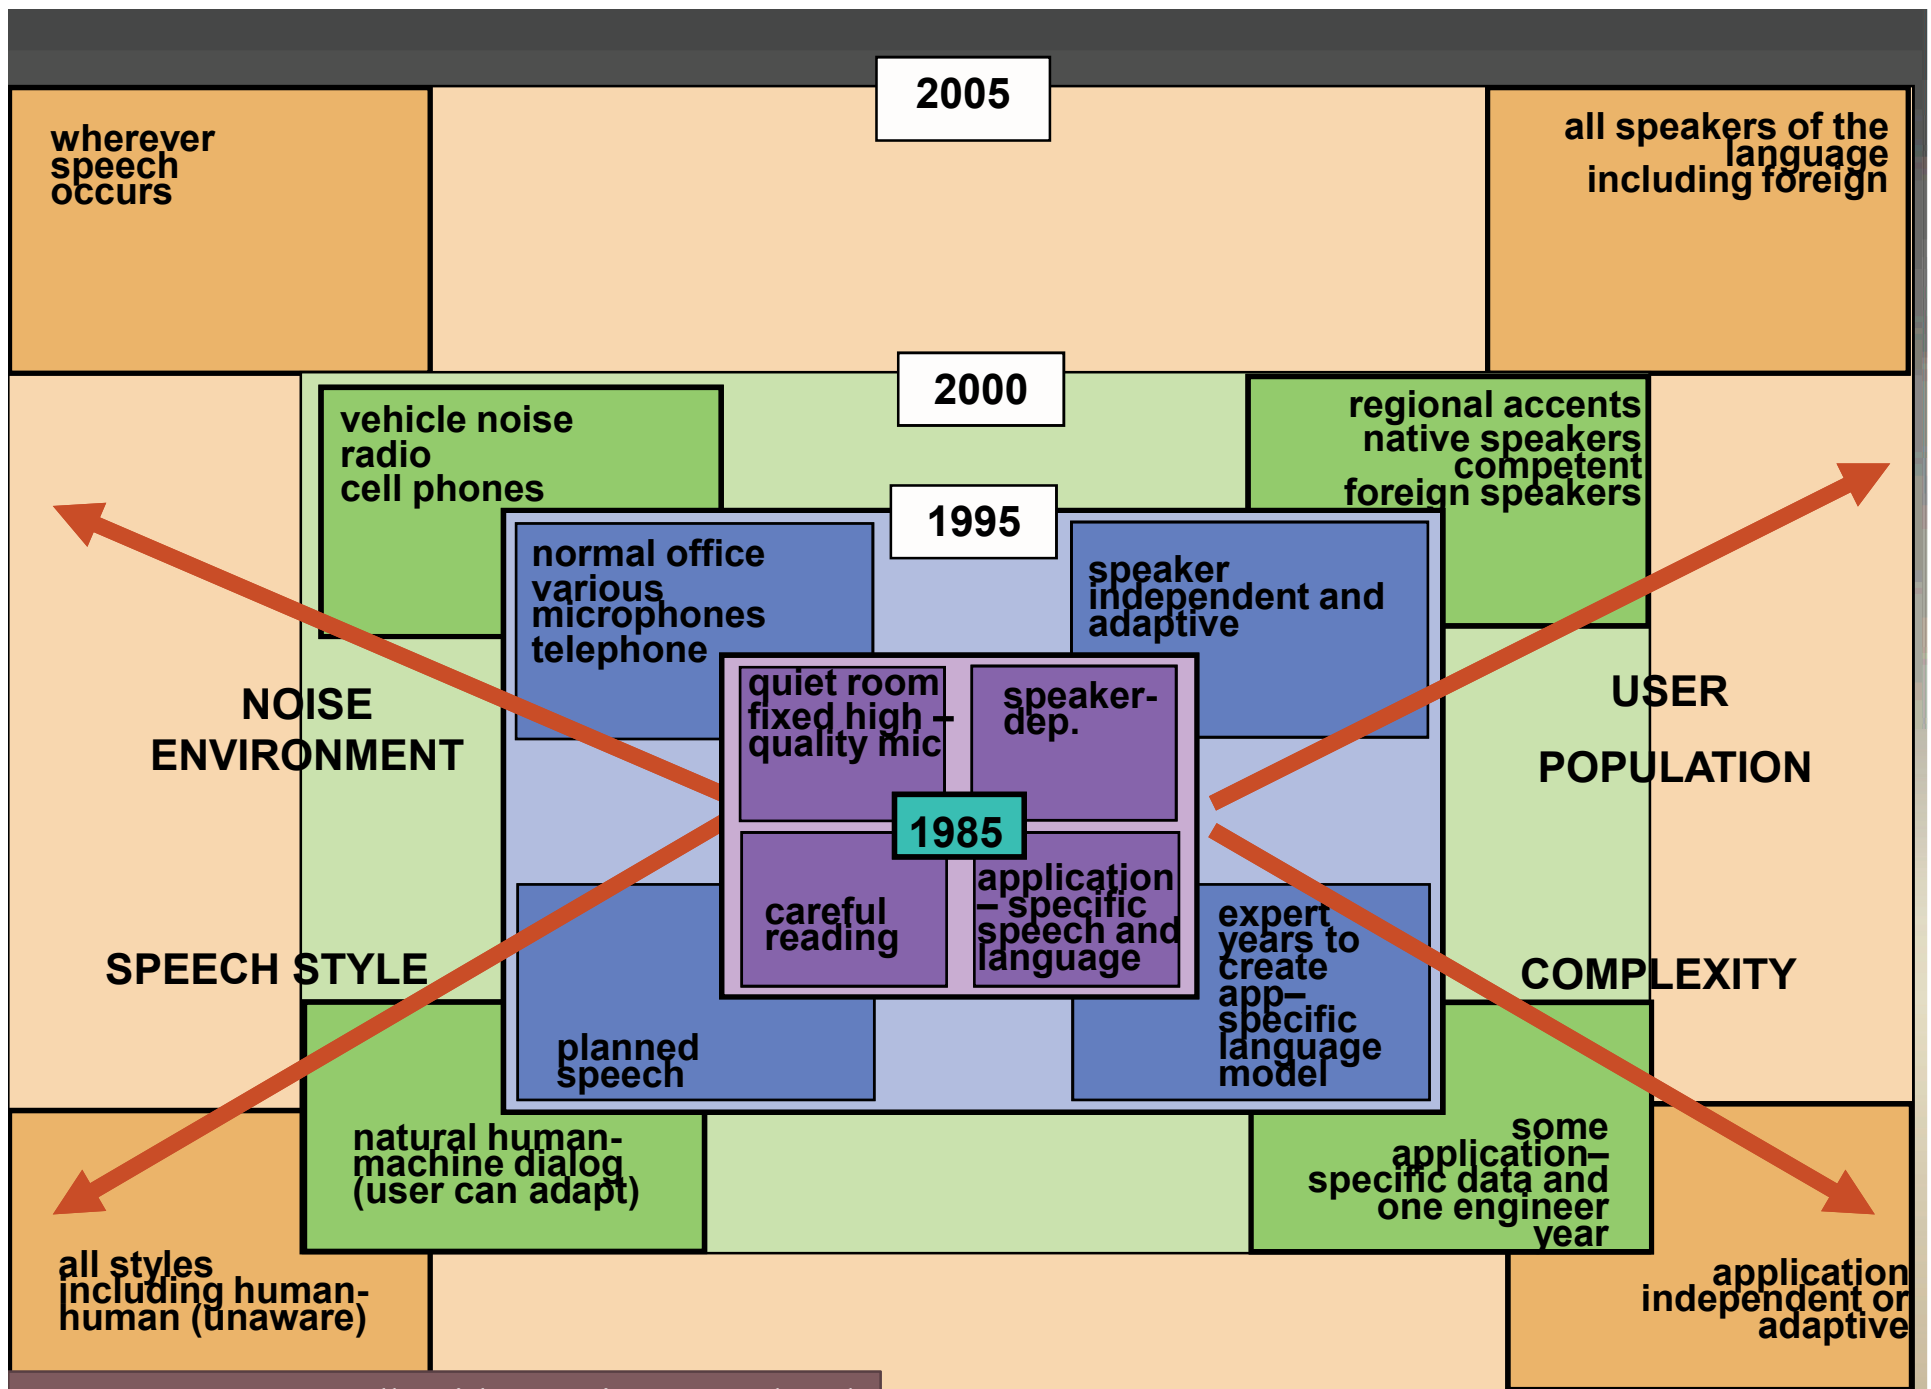 2005
wherever
speech
occurs
all speakers of the
language
including foreign
2000
vehicle noise
radio
cell phones
regional accents
native speakers
competent
foreign speakers
1995
normal office
various
microphones
telephone
speaker
independent and
adaptive
quiet room
fixed high –
quality mic
speaker-
dep.
NOISE
ENVIRONMENT
USER
POPULATION
1985
careful
reading
application
– specific
speech and
language
SPEECH STYLE
COMPLEXITY
planned
speech
expert
years to
create
app–
specific
language
model
natural human-
machine dialog
(user can adapt)
some
application–
specific data and
one engineer
year
all styles
including human-
human (unaware)
application
independent or
adaptive